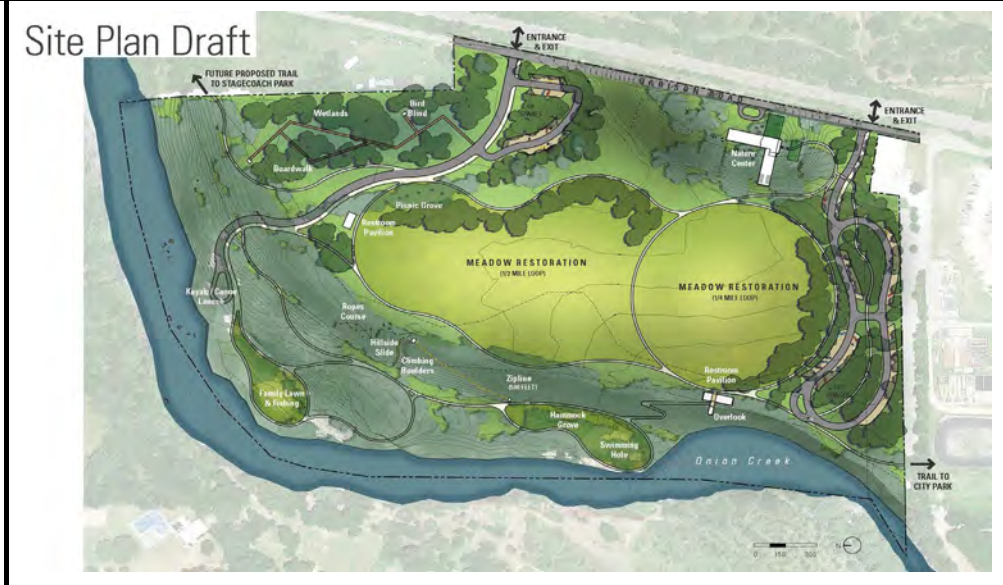 Site Plan Draft
ENTRANCE
& EXIT
FUTURE PROPOSED TRAIL
TO STAGECOACH PARK
ENTRANCE
& EXIT
Wetlands
Bird
Blind
Boardwalk
Nature
Center
Picnic Grove
Restroom
Pavilion
MEADOW RESTORATION
(1/2 MILE LOOP)
MEADOW RESTORATION
(1/4 MILE LOOP)
Kayak / Canoe
Launch
Ropes
Course
Hillside
Slide
Climbing
Boulders
Zipline
Restroom
Pavilion
Family Lawn
& Fishing
Hammock
Grove
Overlook
Swimming
Hole
Onion Creek
TRAIL TO
CITY PARK
0 150 300
N